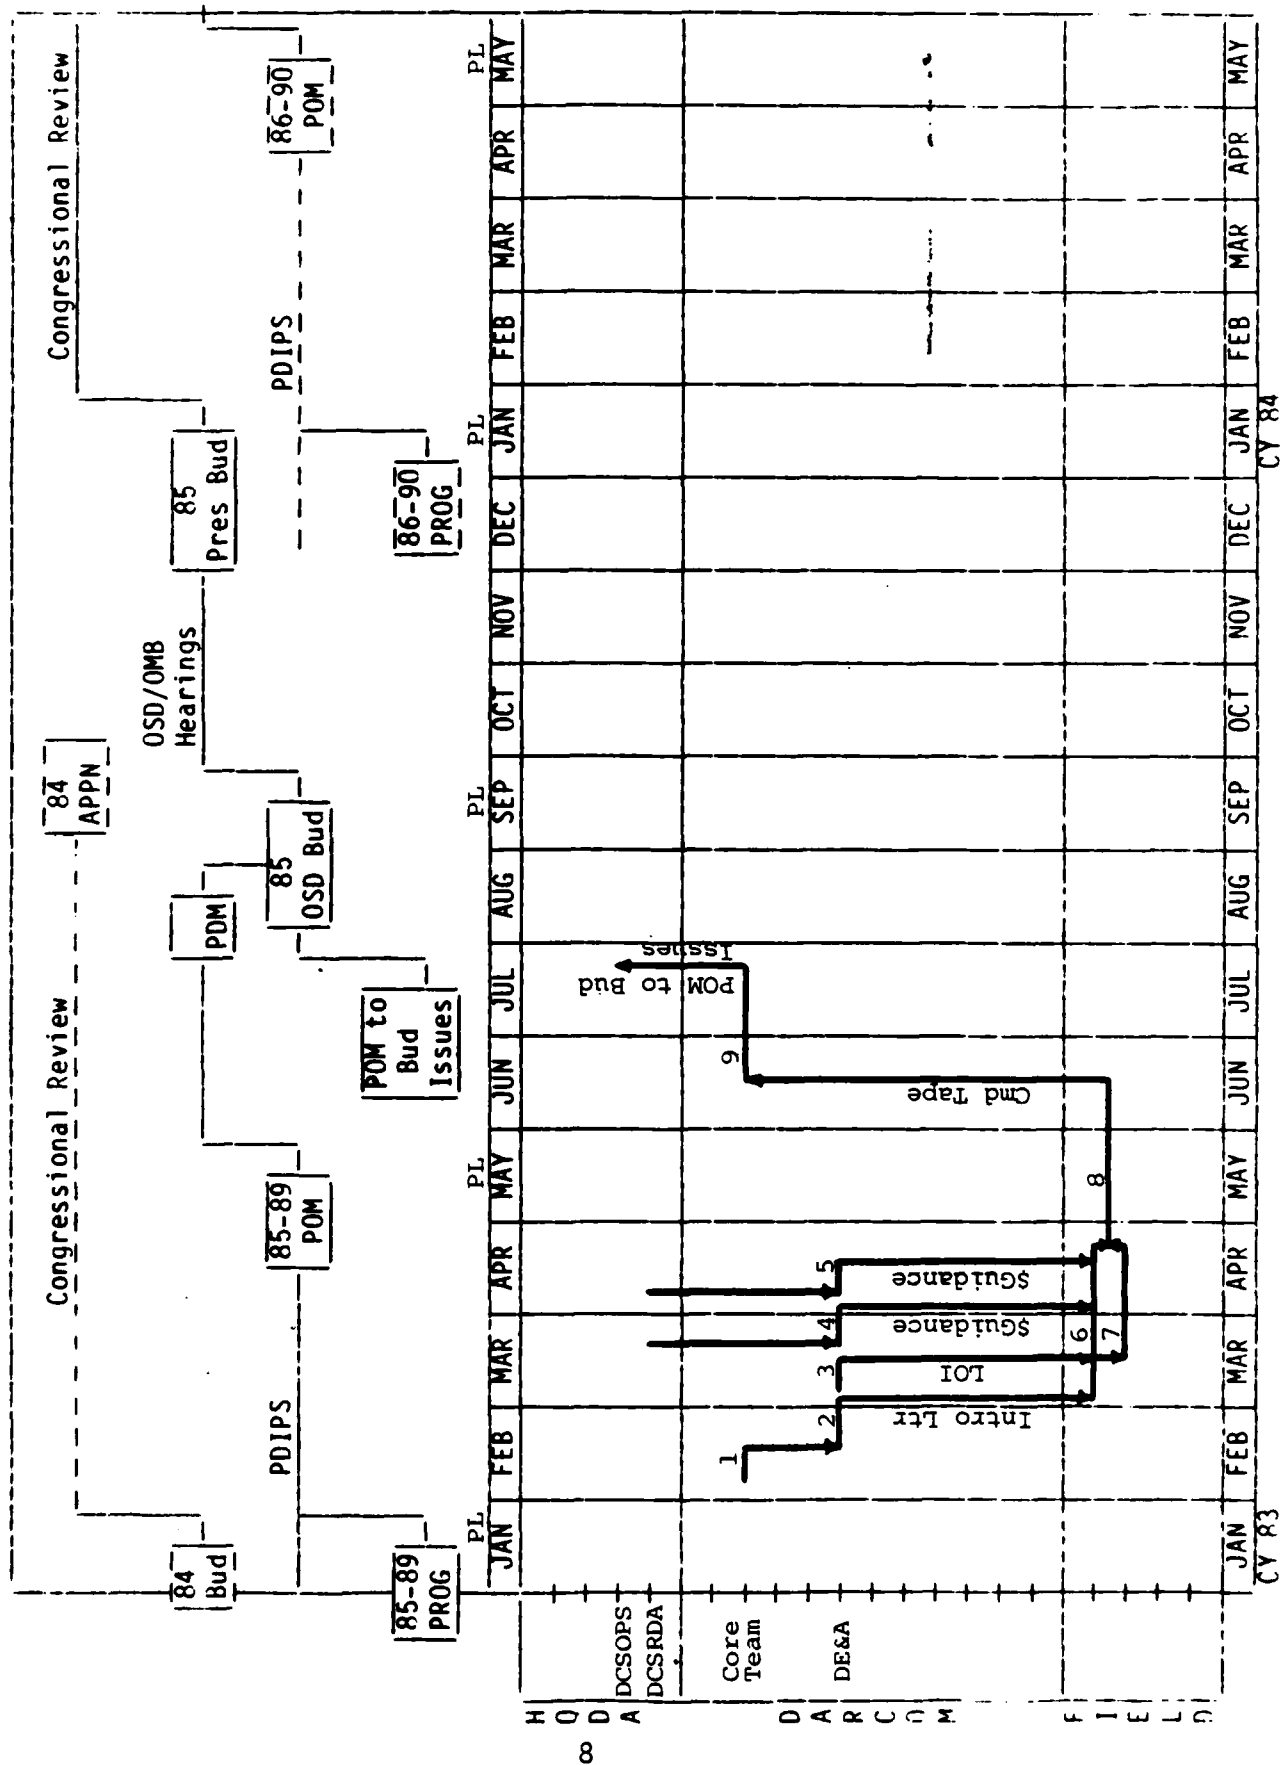 Congressional Review
Congressional Review
84
APPN
84
Bud
PDM
OSD/OMB
Hearings
85
Pres Bud
PDIPS
85-89
POM
85
OSD Bud
PDIPS
86-90
POM
85-89
PROG
POM to
Bud
Issues
86-90
PROG
PL
PL
PL
PL
PL
JAN
FEB
MAR
APR
MAY
JUN
JUL
AUG
SEP
OCT
NOV
DEC
JAN
FEB
MAR
APR
MAY
HQDA
DCSOPS
DCSRDA
POM to Bud
Issues
DARCOM
Core
Team
DE&A
1
2
3
4
5
9
Intro Ltr
LOI
$Guidance
$Guidance
Cmd Tape
FIELD
6
7
8
JAN
FEB
MAR
APR
MAY
JUN
JUL
AUG
SEP
OCT
NOV
DEC
JAN
FEB
MAR
APR
MAY
CY 83
CY 84
8